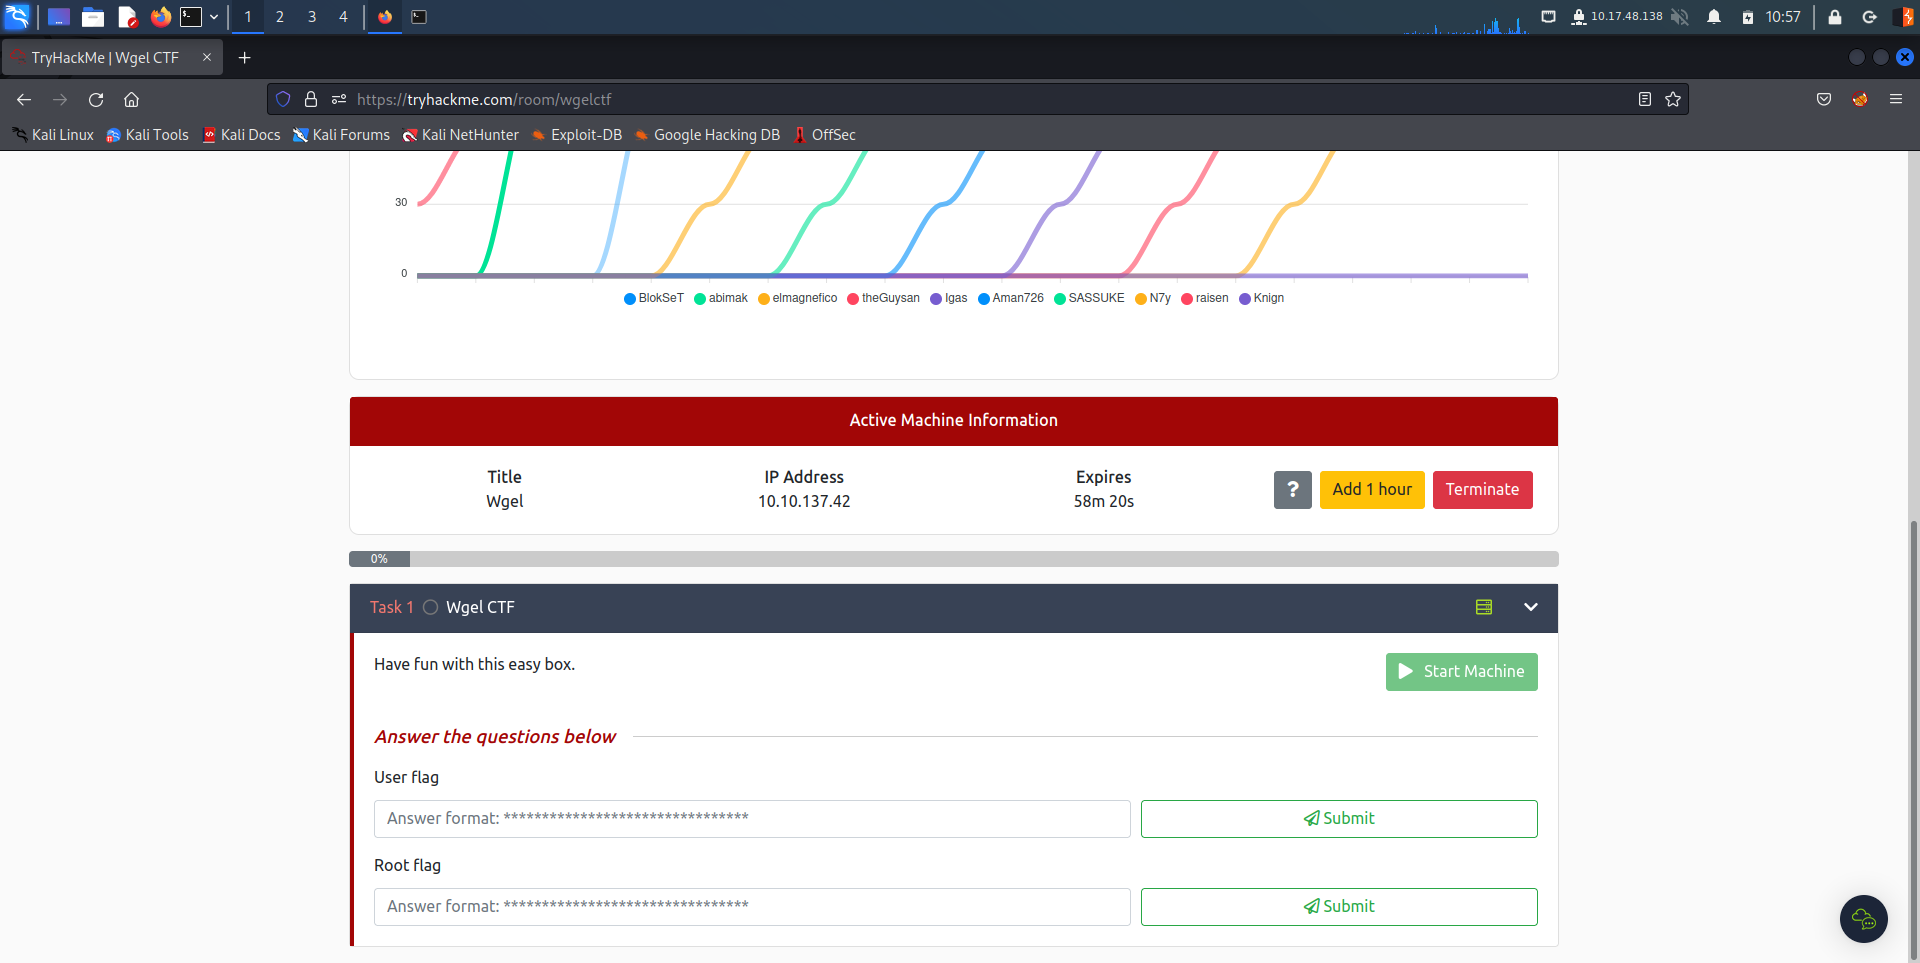 1 2 3 4 10.17.48.138 10:57
TryHackMe | Wgel CTF
https://tryhackme.com/room/wgelctf
Kali Linux Kali Tools Kali Docs Kali Forums Kali NetHunter Exploit-DB Google Hacking DB OffSec
30
0
BlokSeT abimak elmagnefico theGuysan Igas Aman726 SASSUKE N7y raisen Knign
Active Machine Information
Title IP Address Expires
Wgel 10.10.137.42 58m 20s
? Add 1 hour Terminate
0%
Task 1 Wgel CTF
Have fun with this easy box.
Start Machine
Answer the questions below
User flag
Answer format: ********************************
Submit
Root flag
Answer format: ********************************
Submit